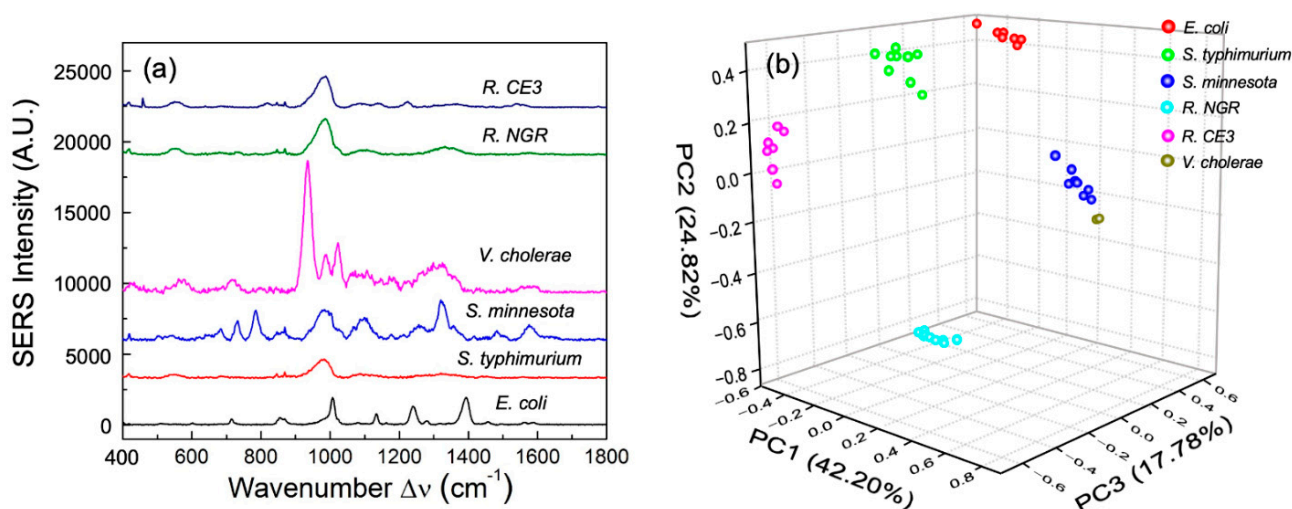 (a)
SERS Intensity (A.U.)
25000
20000
15000
10000
5000
0
R. CE3
R. NGR
V. cholerae
S. minnesota
S. typhimurium
E. coli
400 600 800 1000 1200 1400 1600 1800
Wavenumber Δν (cm⁻¹)
(b)
E. coli
S. typhimurium
S. minnesota
R. NGR
R. CE3
V. cholerae
PC2 (24.82%)
0.4
0.2
0.0
−0.2
−0.4
−0.6
−0.8
−0.6 −0.4 −0.2 0.0 0.2 0.4 0.6 0.8
PC1 (42.20%)
−0.6 −0.4 −0.2 0.0 0.2 0.4 0.6
PC3 (17.78%)